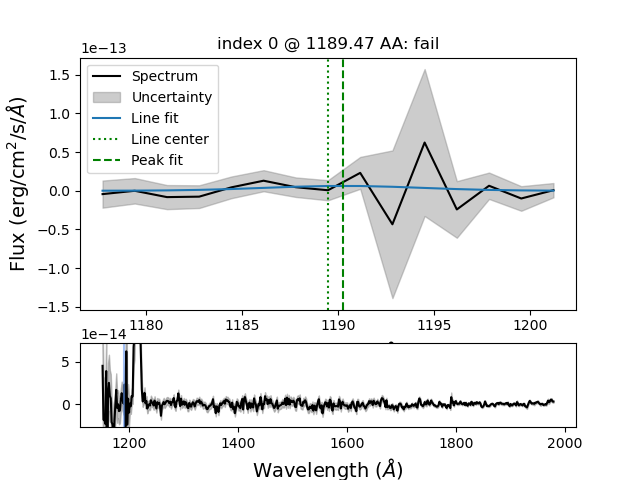 index 0 @ 1189.47 AA: fail
1e−13
Spectrum
Uncertainty
Line fit
Line center
Peak fit
1.5
1.0
0.5
0.0
−0.5
−1.0
−1.5
Flux (erg/cm²/s/Å)
1180 1185 1190 1195 1200
1e−14
5
0
1200 1400 1600 1800 2000
Wavelength (Å)